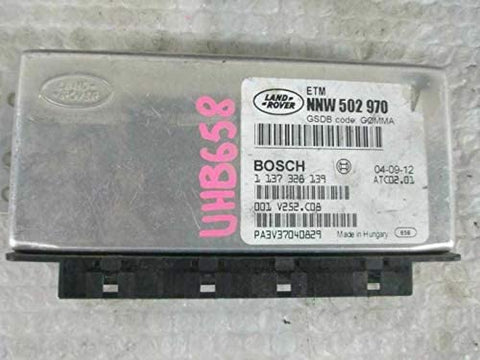 LAND
ROVER
UHB658
LAND
ROVER
ETM
NNW 502 970
GSDB code: GØMMA
BOSCH
04-09-12
1 137 328 139
ATC02.01
001 V252.C08
PA3V37040829
Made in Hungary